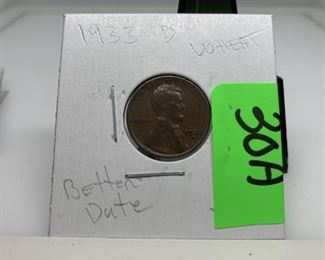 1933 D WHEAT
30A
Better
Date